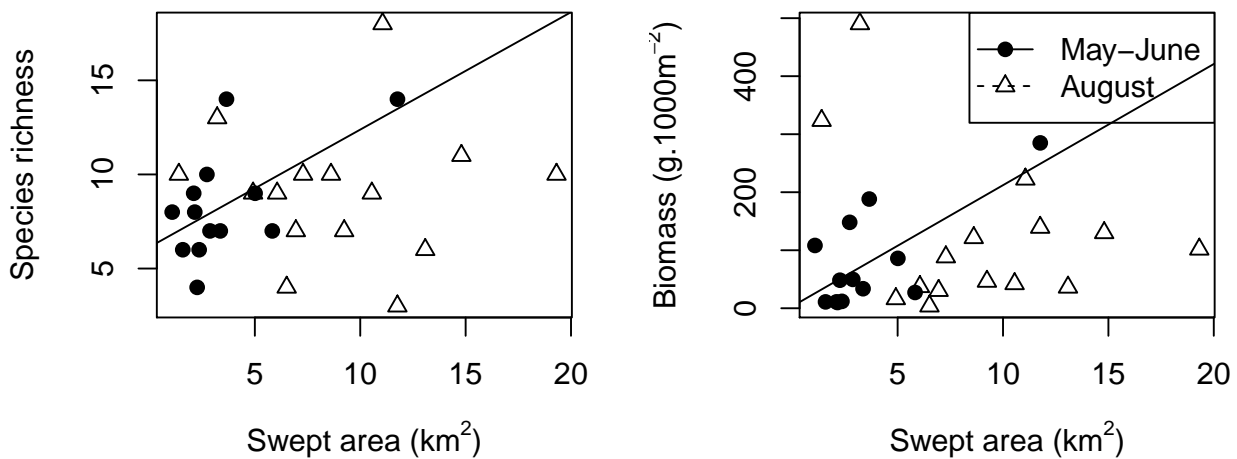 Species richness
15
10
5
5 10 15 20
Swept area (km²)
Biomass (g.1000m⁻²)
400
200
0
5 10 15 20
Swept area (km²)
May−June
August